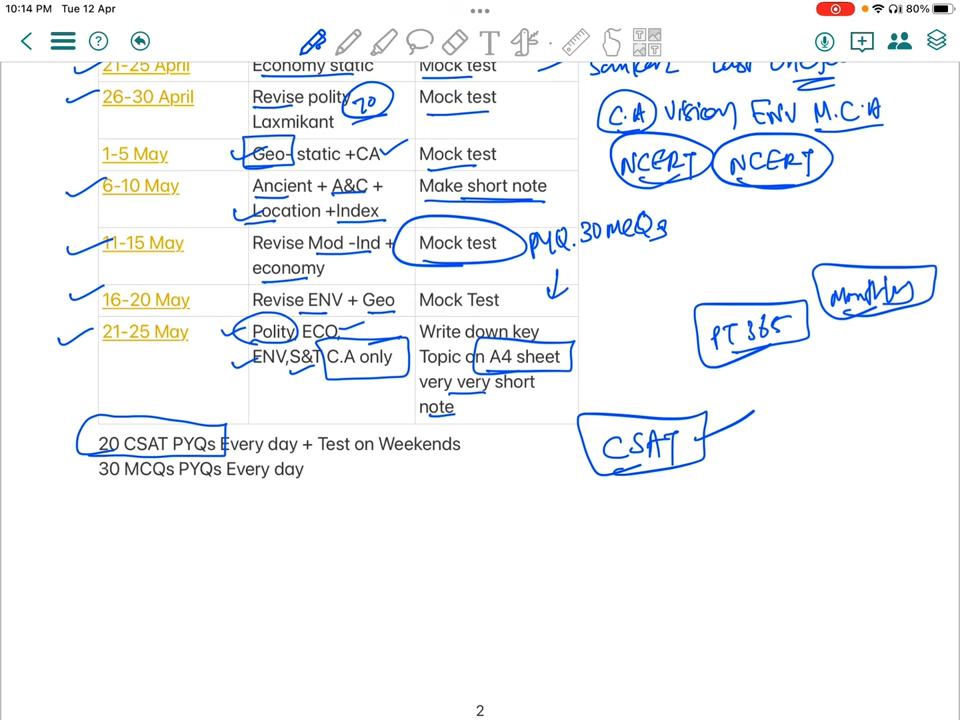 10:14 PM Tue 12 Apr
80%
21-25 April Economy static Mock test
Sankar Last
26-30 April Revise polity 20 Mock test
Laxmikant
C.A Vision ENV M.C.A
1-5 May Geo- static +CA Mock test
NCERT NCERT
6-10 May Ancient + A&C + Make short note
Location +Index
11-15 May Revise Mod -Ind + Mock test PYQ. 30 MCQs
economy
16-20 May Revise ENV + Geo Mock Test
Monthly
PT 365
21-25 May Polity, ECO, Write down key
ENV,S&T C.A only Topic on A4 sheet
very very short
note
20 CSAT PYQs Every day + Test on Weekends
CSAT
30 MCQs PYQs Every day
2